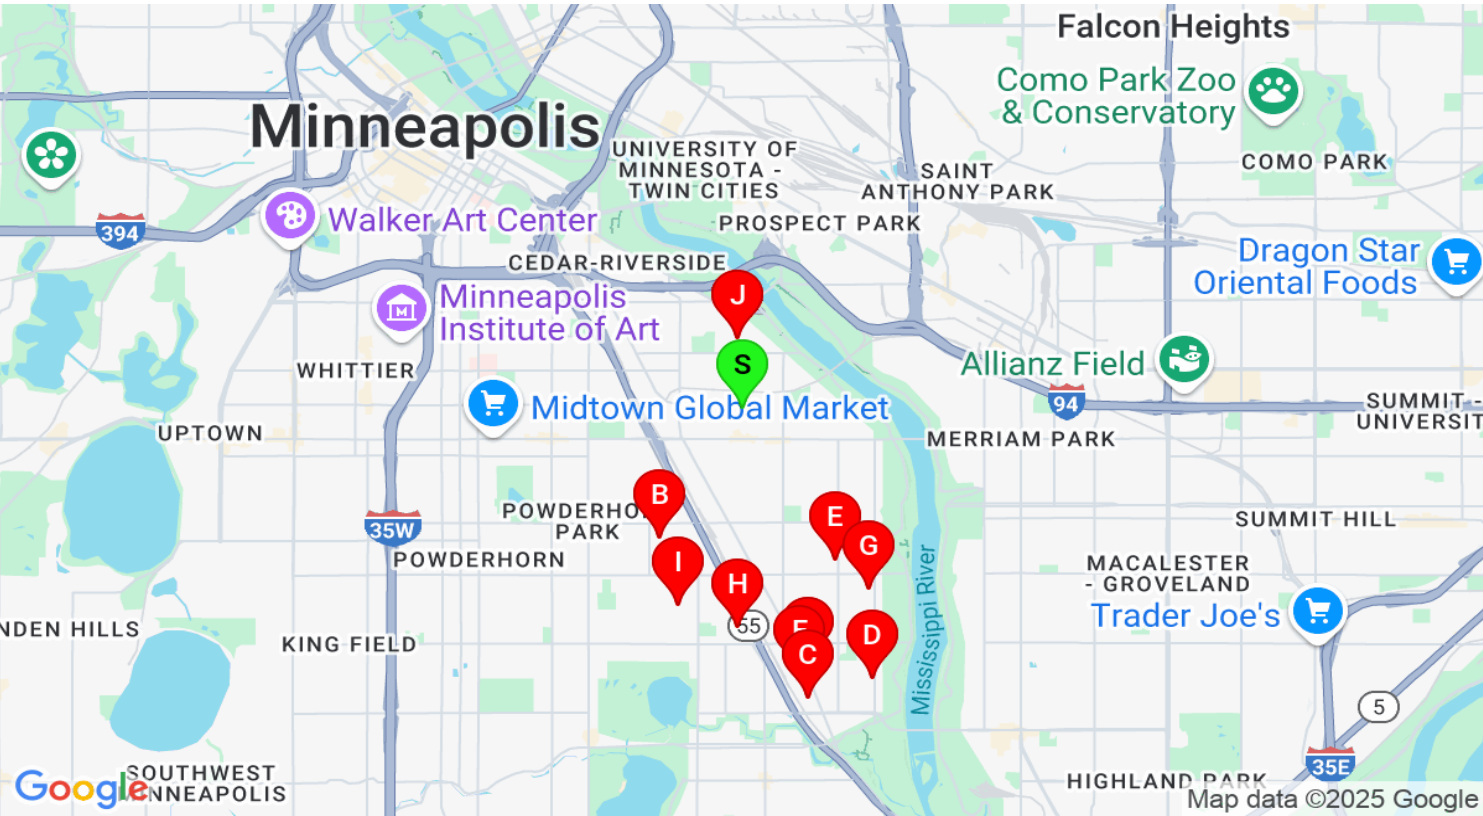 Falcon Heights
Como Park Zoo
& Conservatory
Minneapolis
UNIVERSITY OF
MINNESOTA -
TWIN CITIES
COMO PARK
SAINT
ANTHONY PARK
Walker Art Center
PROSPECT PARK
394
CEDAR-RIVERSIDE
Dragon Star
Oriental Foods
J
Minneapolis
Institute of Art
S
Allianz Field
WHITTIER
Midtown Global Market
94
SUMMIT -
UNIVERSIT
UPTOWN
MERRIAM PARK
B
POWDERHO
PARK
E
SUMMIT HILL
35W
G
POWDERHORN
I
MACALESTER
- GROVELAND
H
Trader Joe's
55
NDEN HILLS
KING FIELD
D
C
Mississippi River
5
35E
SOUTHWEST
MINNEAPOLIS
Google
HIGHLAND PARK
Map data ©2025 Google